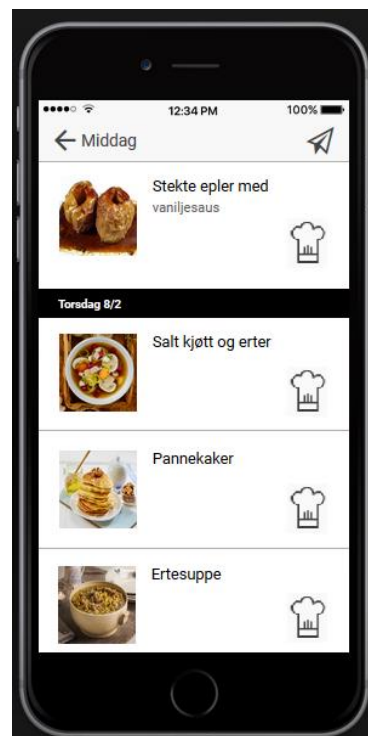 12:34 PM
100%
Middag
Stekte epler med
vaniljesaus
Torsdag 8/2
Salt kjøtt og erter
Pannekaker
Ertesuppe